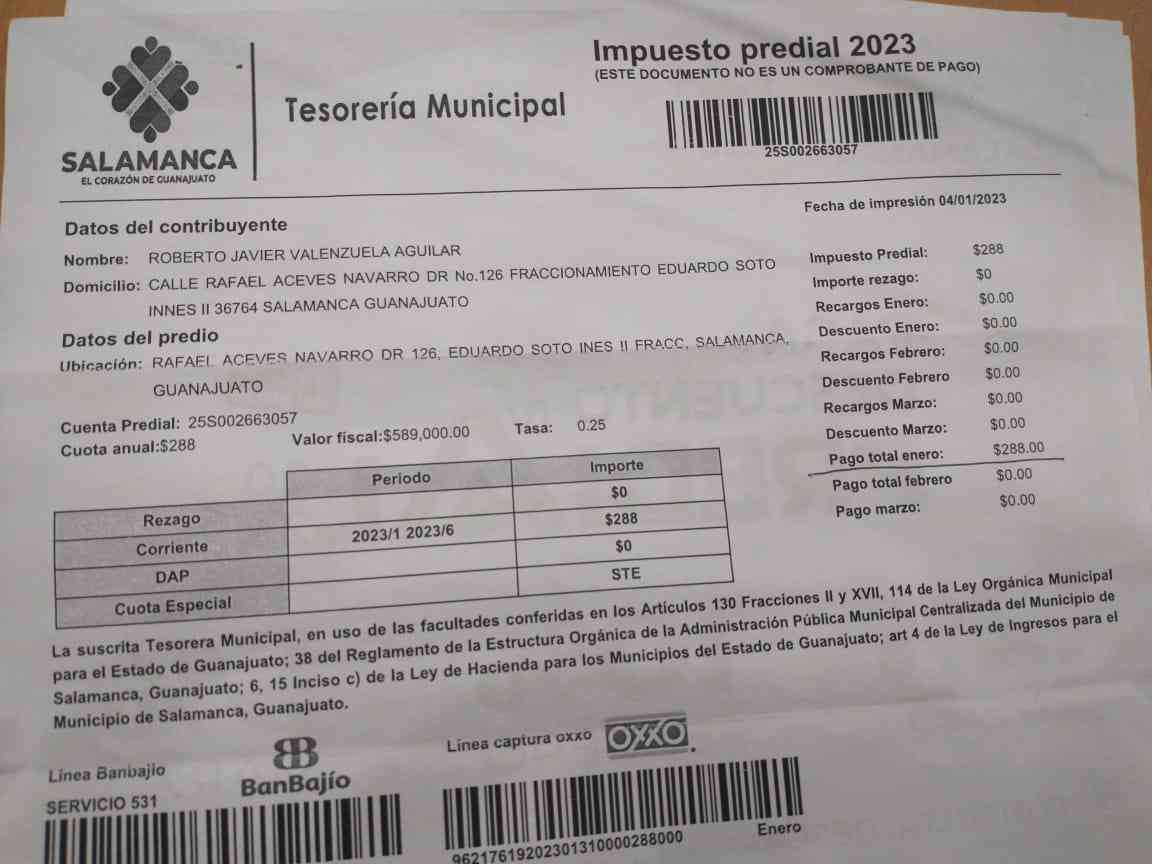 Impuesto predial 2023
(ESTE DOCUMENTO NO ES UN COMPROBANTE DE PAGO)
Tesorería Municipal
25S002663057
SALAMANCA
EL CORAZÓN DE GUANAJUATO
Fecha de impresión 04/01/2023
Datos del contribuyente
Nombre: ROBERTO JAVIER VALENZUELA AGUILAR
Domicilio: CALLE RAFAEL ACEVES NAVARRO DR No.126 FRACCIONAMIENTO EDUARDO SOTO
INNES II 36764 SALAMANCA GUANAJUATO
Datos del predio
Ubicación: RAFAEL ACEVES NAVARRO DR 126, EDUARDO SOTO INES II FRACC, SALAMANCA,
GUANAJUATO
Cuenta Predial: 25S002663057
Cuota anual:$288 Valor fiscal:$589,000.00 Tasa: 0.25
Impuesto Predial: $288
Importe rezago: $0
Recargos Enero: $0.00
Descuento Enero: $0.00
Recargos Febrero: $0.00
Descuento Febrero $0.00
Recargos Marzo: $0.00
Descuento Marzo: $0.00
Pago total enero: $288.00
Pago total febrero $0.00
Pago marzo: $0.00
Periodo Importe
Rezago $0
Corriente 2023/1 2023/6 $288
DAP $0
Cuota Especial STE
La suscrita Tesorera Municipal, en uso de las facultades conferidas en los Artículos 130 Fracciones II y XVII, 114 de la Ley Orgánica Municipal
para el Estado de Guanajuato; 38 del Reglamento de la Estructura Orgánica de la Administración Pública Municipal Centralizada del Municipio de
Salamanca, Guanajuato; 6, 15 Inciso c) de la Ley de Hacienda para los Municipios del Estado de Guanajuato; art 4 de la Ley de Ingresos para el
Municipio de Salamanca, Guanajuato.
Línea Banbajio BanBajío
SERVICIO 531
Línea captura oxxo OXXO
96217619202301310000288000 Enero